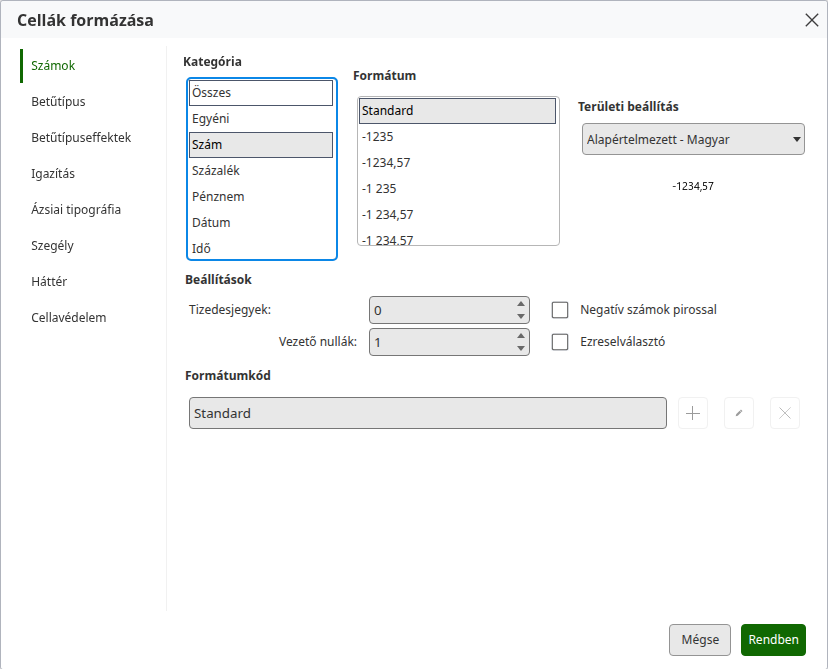 Cellák formázása
Számok
Betűtípus
Betűtípuseffektek
Igazítás
Ázsiai tipográfia
Szegély
Háttér
Cellavédelem
Kategória
Összes
Egyéni
Szám
Százalék
Pénznem
Dátum
Idő
Formátum
Standard
-1235
-1234,57
-1 235
-1 234,57
-1 234,57
Területi beállítás
Alapértelmezett - Magyar
-1234,57
Beállítások
Tizedesjegyek: 0
Negatív számok pirossal
Vezető nullák: 1
Ezreselválasztó
Formátumkód
Standard
Mégse
Rendben